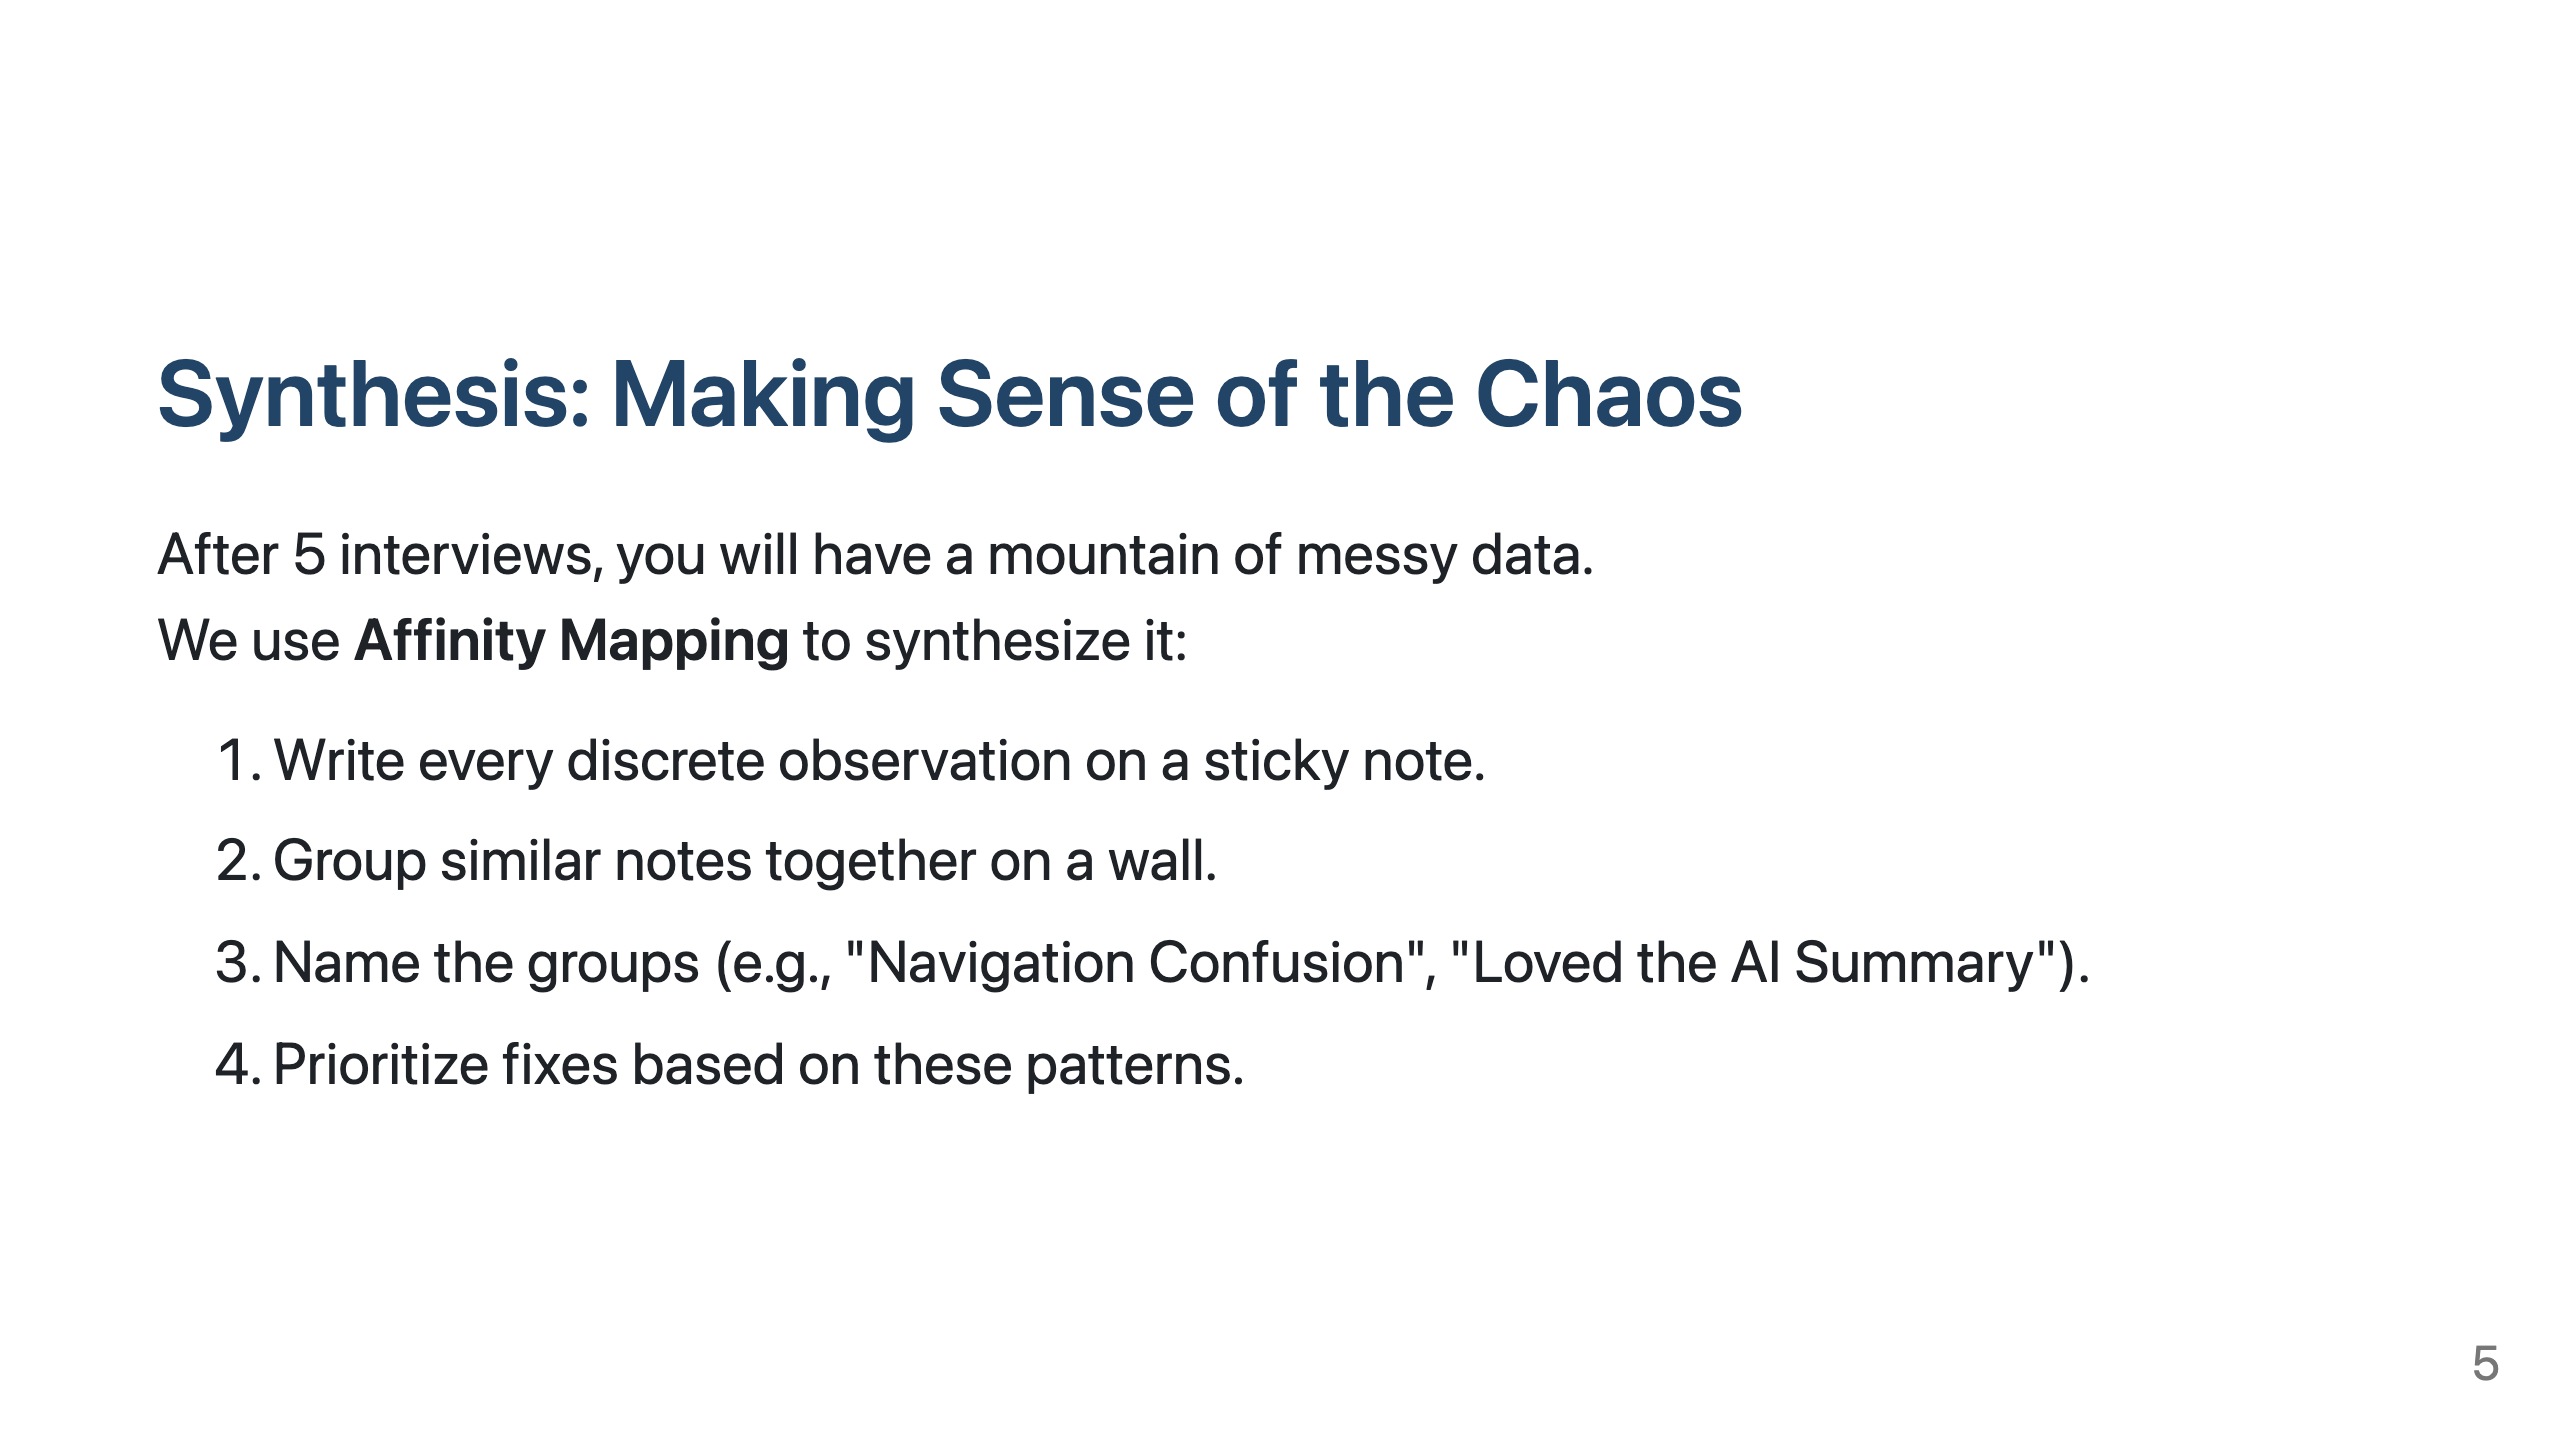 Synthesis: Making Sense of the Chaos
After 5 interviews, you will have a mountain of messy data.
We use Affinity Mapping to synthesize it:
1. Write every discrete observation on a sticky note.
2. Group similar notes together on a wall.
3. Name the groups (e.g., "Navigation Confusion", "Loved the AI Summary").
4. Prioritize fixes based on these patterns.
5